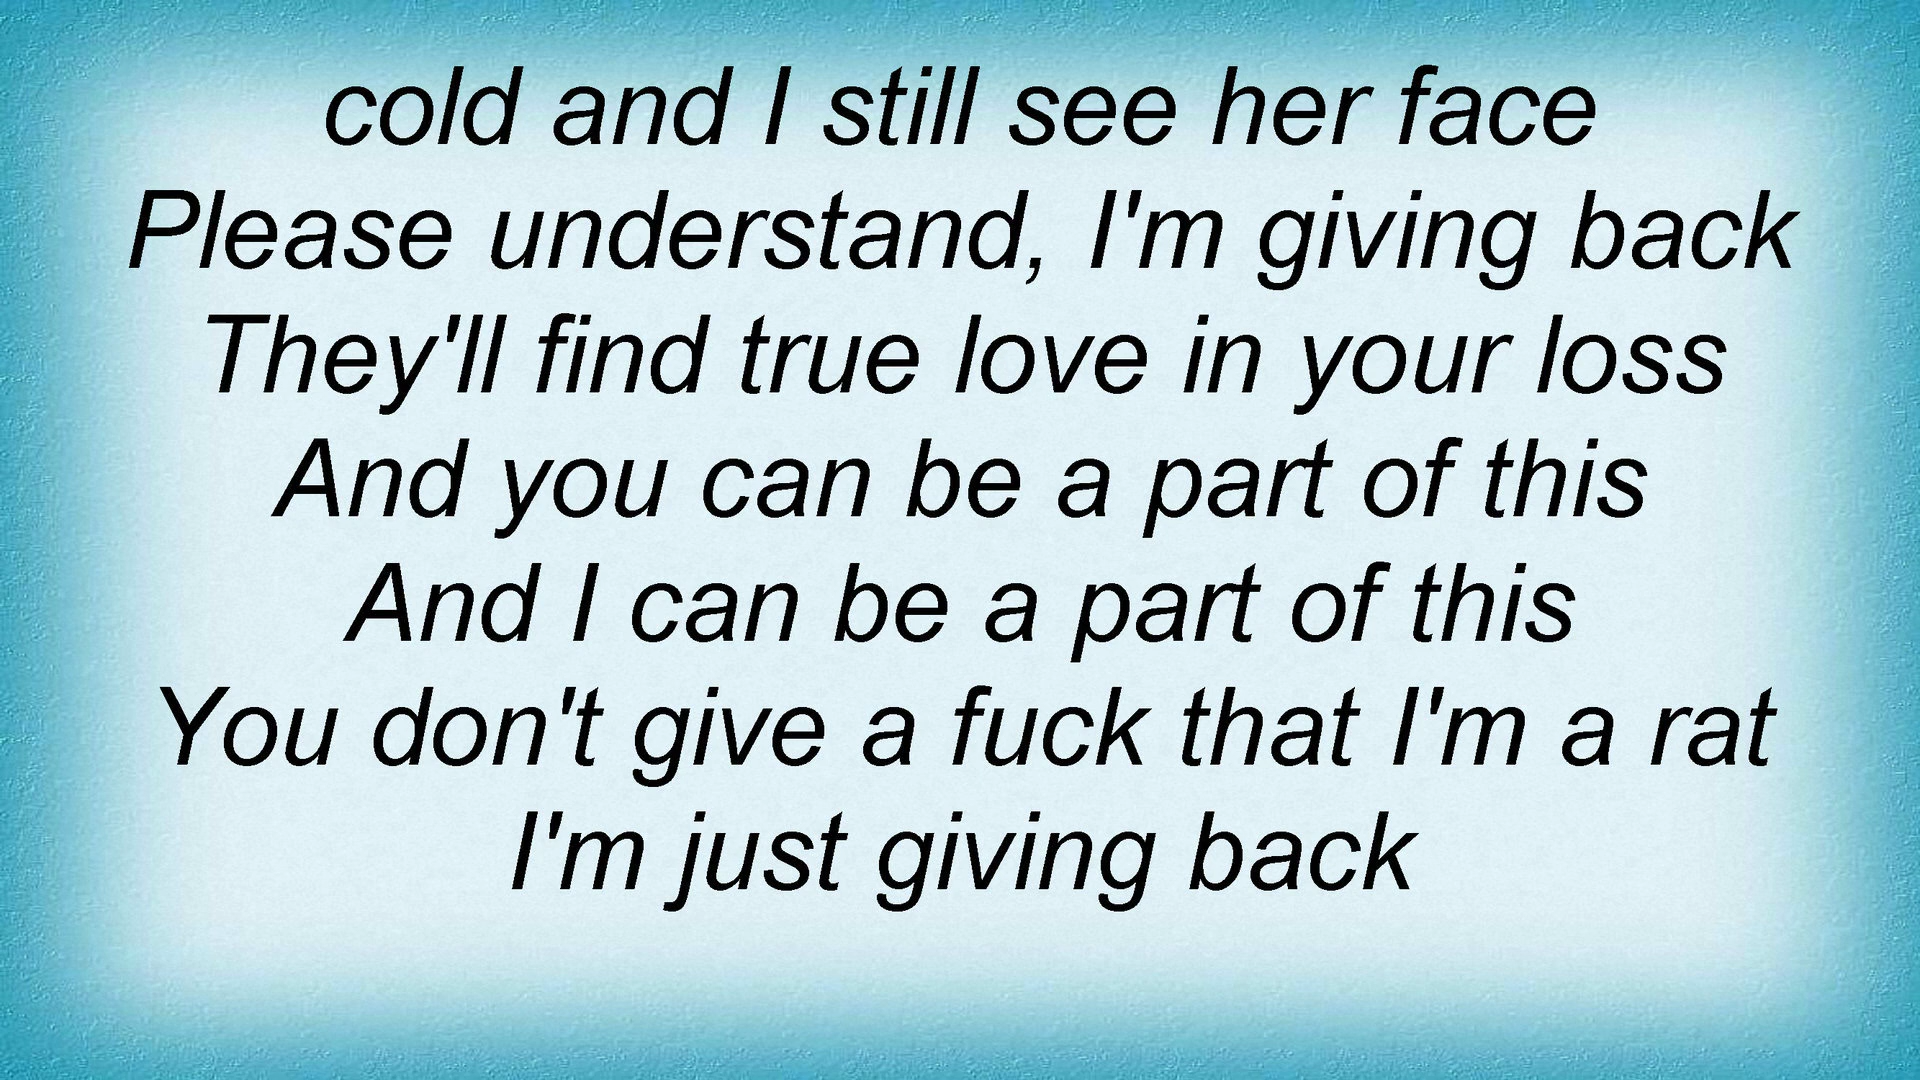 cold and I still see her face
Please understand, I'm giving back
They'll find true love in your loss
And you can be a part of this
And I can be a part of this
You don't give a fuck that I'm a rat
I'm just giving back